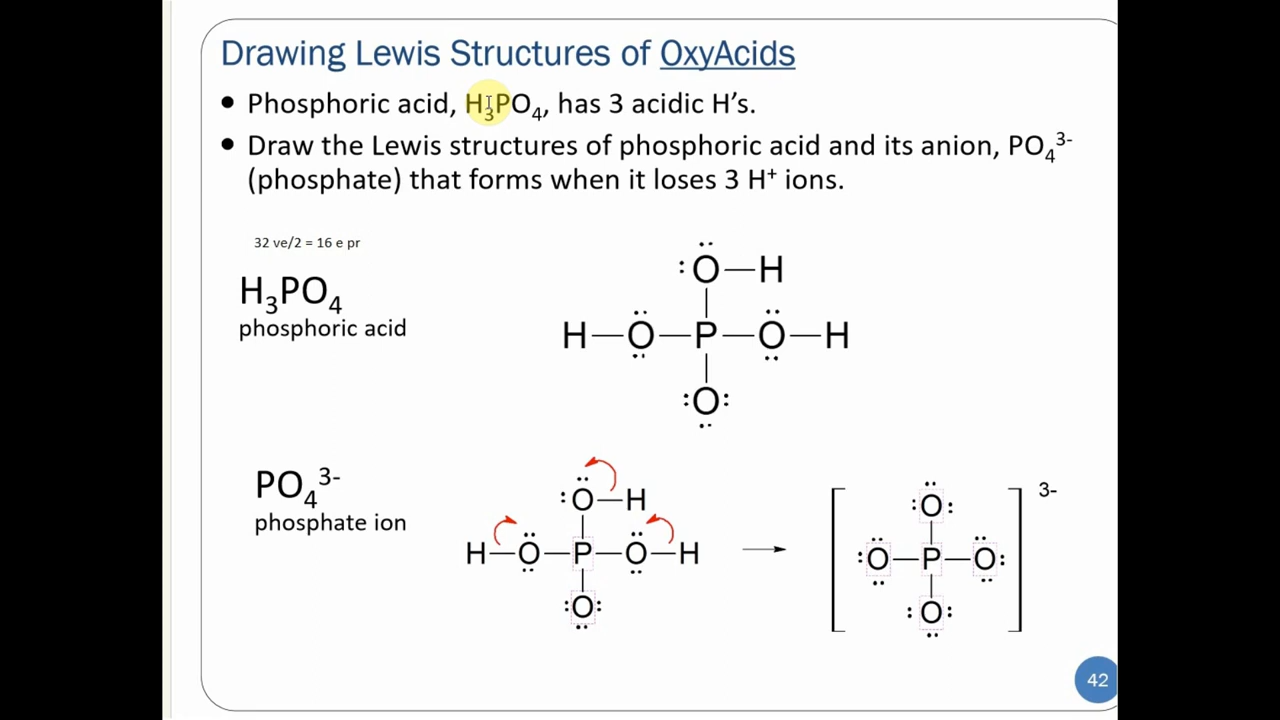 Drawing Lewis Structures of OxyAcids
• Phosphoric acid, H₃PO₄, has 3 acidic H's.
• Draw the Lewis structures of phosphoric acid and its anion, PO₄³⁻
(phosphate) that forms when it loses 3 H⁺ ions.
32 ve/2 = 16 e pr
H₃PO₄
phosphoric acid
O—H
H—O—P—O—H
O
PO₄³⁻
phosphate ion
O—H
H—O—P—O—H
O
3-
O
O—P—O
O
42